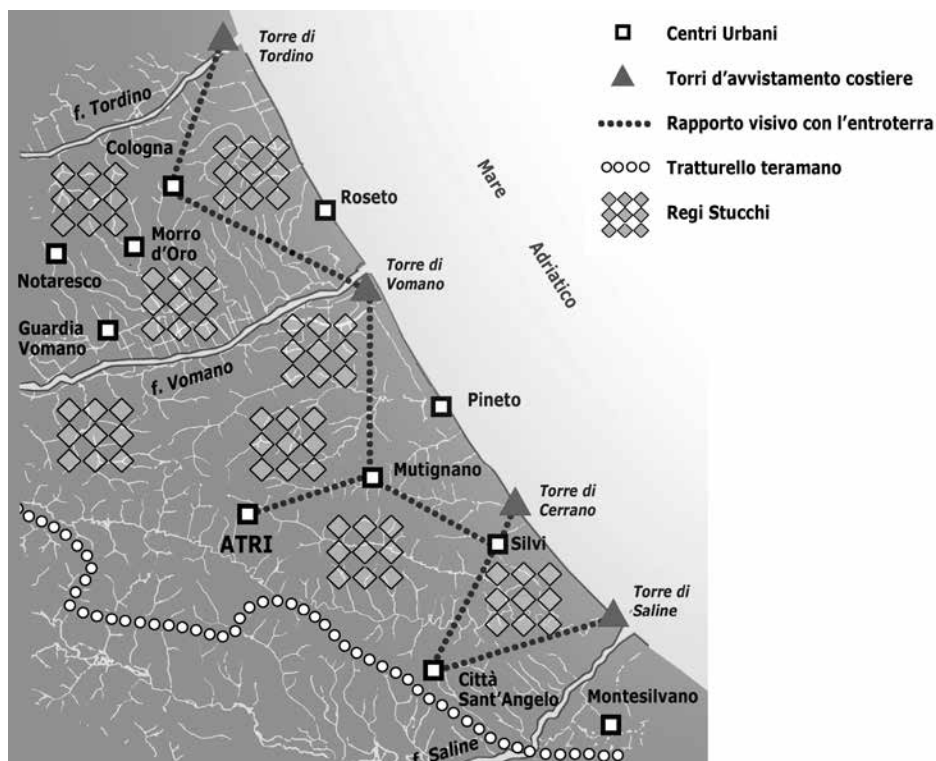 Torre di
Tordino
f. Tordino
Cologna
Roseto
Morro
d'Oro
Notaresco
Torre di
Vomano
Guardia
Vomano
f. Vomano
Pineto
Mutignano
Torre di
Cerrano
ATRI
Silvi
Torre di
Saline
Città
Sant'Angelo
Montesilvano
f. Saline
Mare
Adriatico
Centri Urbani
Torri d'avvistamento costiere
Rapporto visivo con l'entroterra
Tratturello teramano
Regi Stucchi